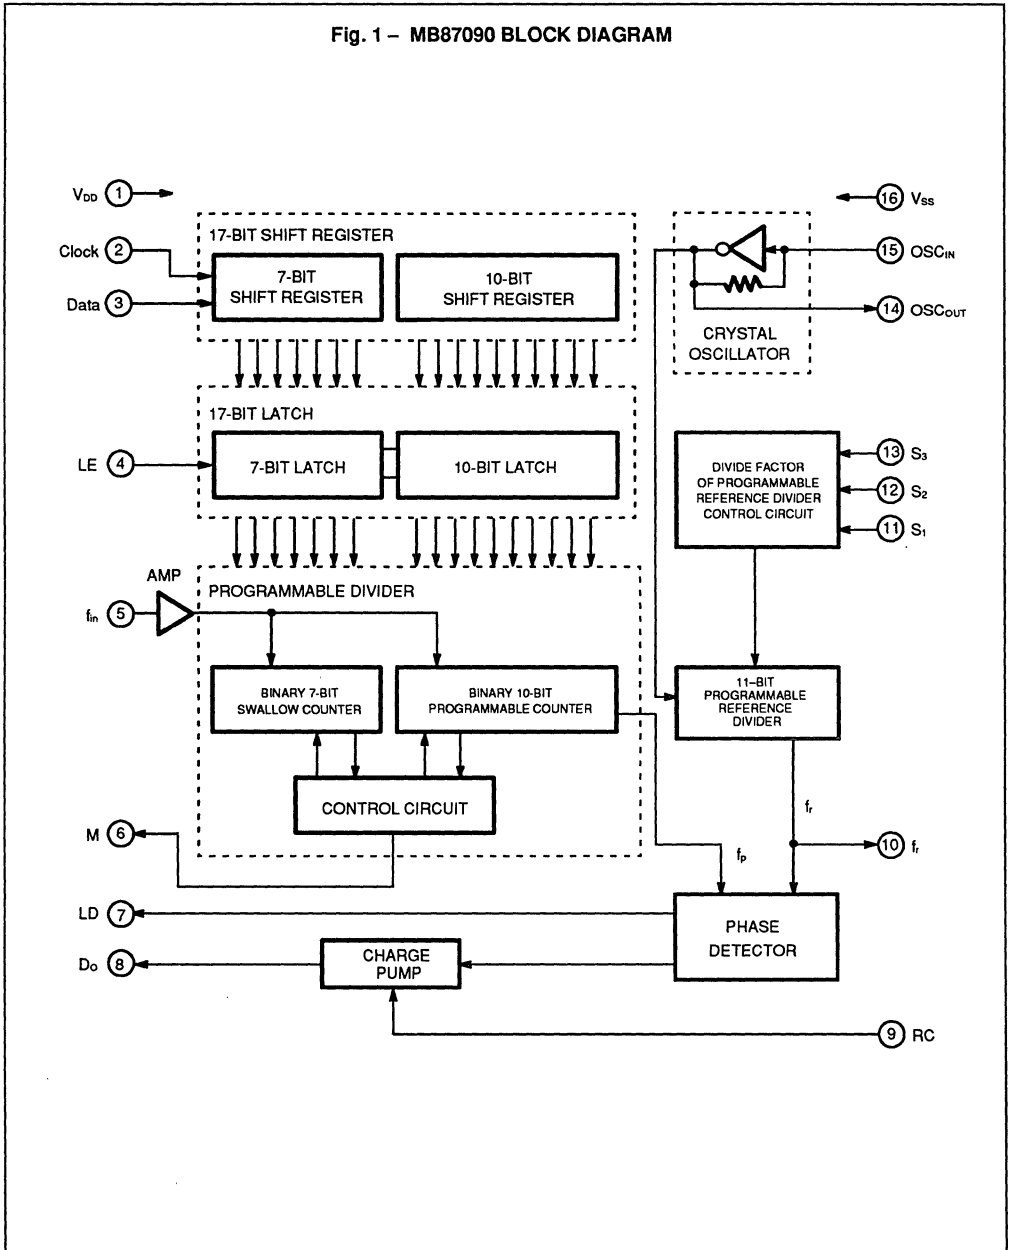 Fig. 1 – MB87090 BLOCK DIAGRAM
VDD 1
16 VSS
17-BIT SHIFT REGISTER
Clock 2
7-BIT
SHIFT REGISTER
10-BIT
SHIFT REGISTER
15 OSCIN
Data 3
14 OSCOUT
CRYSTAL
OSCILLATOR
17-BIT LATCH
LE 4
7-BIT LATCH
10-BIT LATCH
DIVIDE FACTOR
OF PROGRAMMABLE
REFERENCE DIVIDER
CONTROL CIRCUIT
13 S3
12 S2
11 S1
AMP
PROGRAMMABLE DIVIDER
fin 5
BINARY 7-BIT
SWALLOW COUNTER
BINARY 10-BIT
PROGRAMMABLE COUNTER
11–BIT
PROGRAMMABLE
REFERENCE
DIVIDER
CONTROL CIRCUIT
fr
M 6
fp
10 fr
LD 7
PHASE
DETECTOR
DO 8
CHARGE
PUMP
9 RC